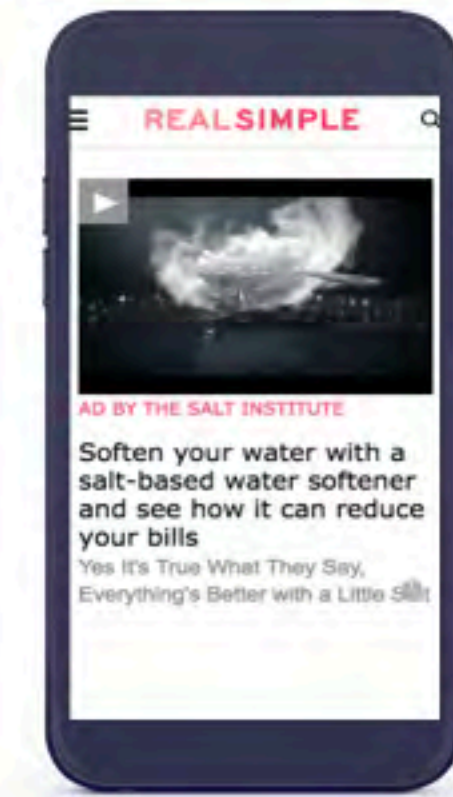 REALSIMPLE
AD BY THE SALT INSTITUTE
Soften your water with a
salt-based water softener
and see how it can reduce
your bills
Yes It's True What They Say,
Everything's Better with a Little Salt